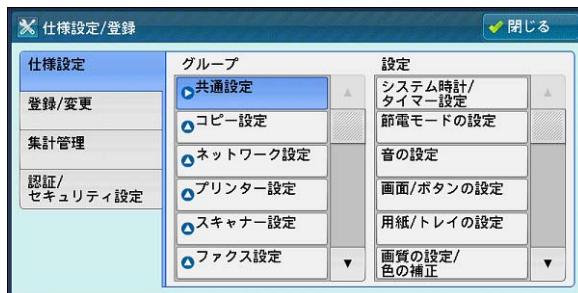 仕様設定/登録
閉じる
仕様設定
登録/変更
集計管理
認証/
セキュリティ設定
グループ
共通設定
コピー設定
ネットワーク設定
プリンター設定
スキャナー設定
ファクス設定
設定
システム時計/
タイマー設定
節電モードの設定
音の設定
画面/ボタンの設定
用紙/トレイの設定
画質の設定/
色の補正